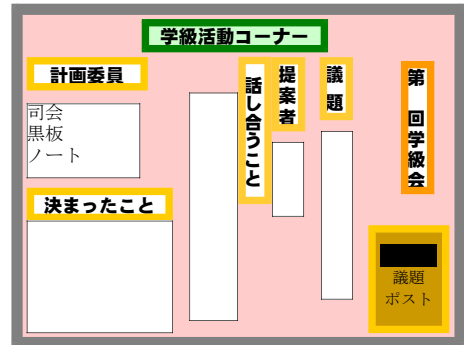 学級活動コーナー
第　回学級会
議題
提案者
話し合うこと
計画委員
司会
黒板
ノート
決まったこと
議題
ポスト